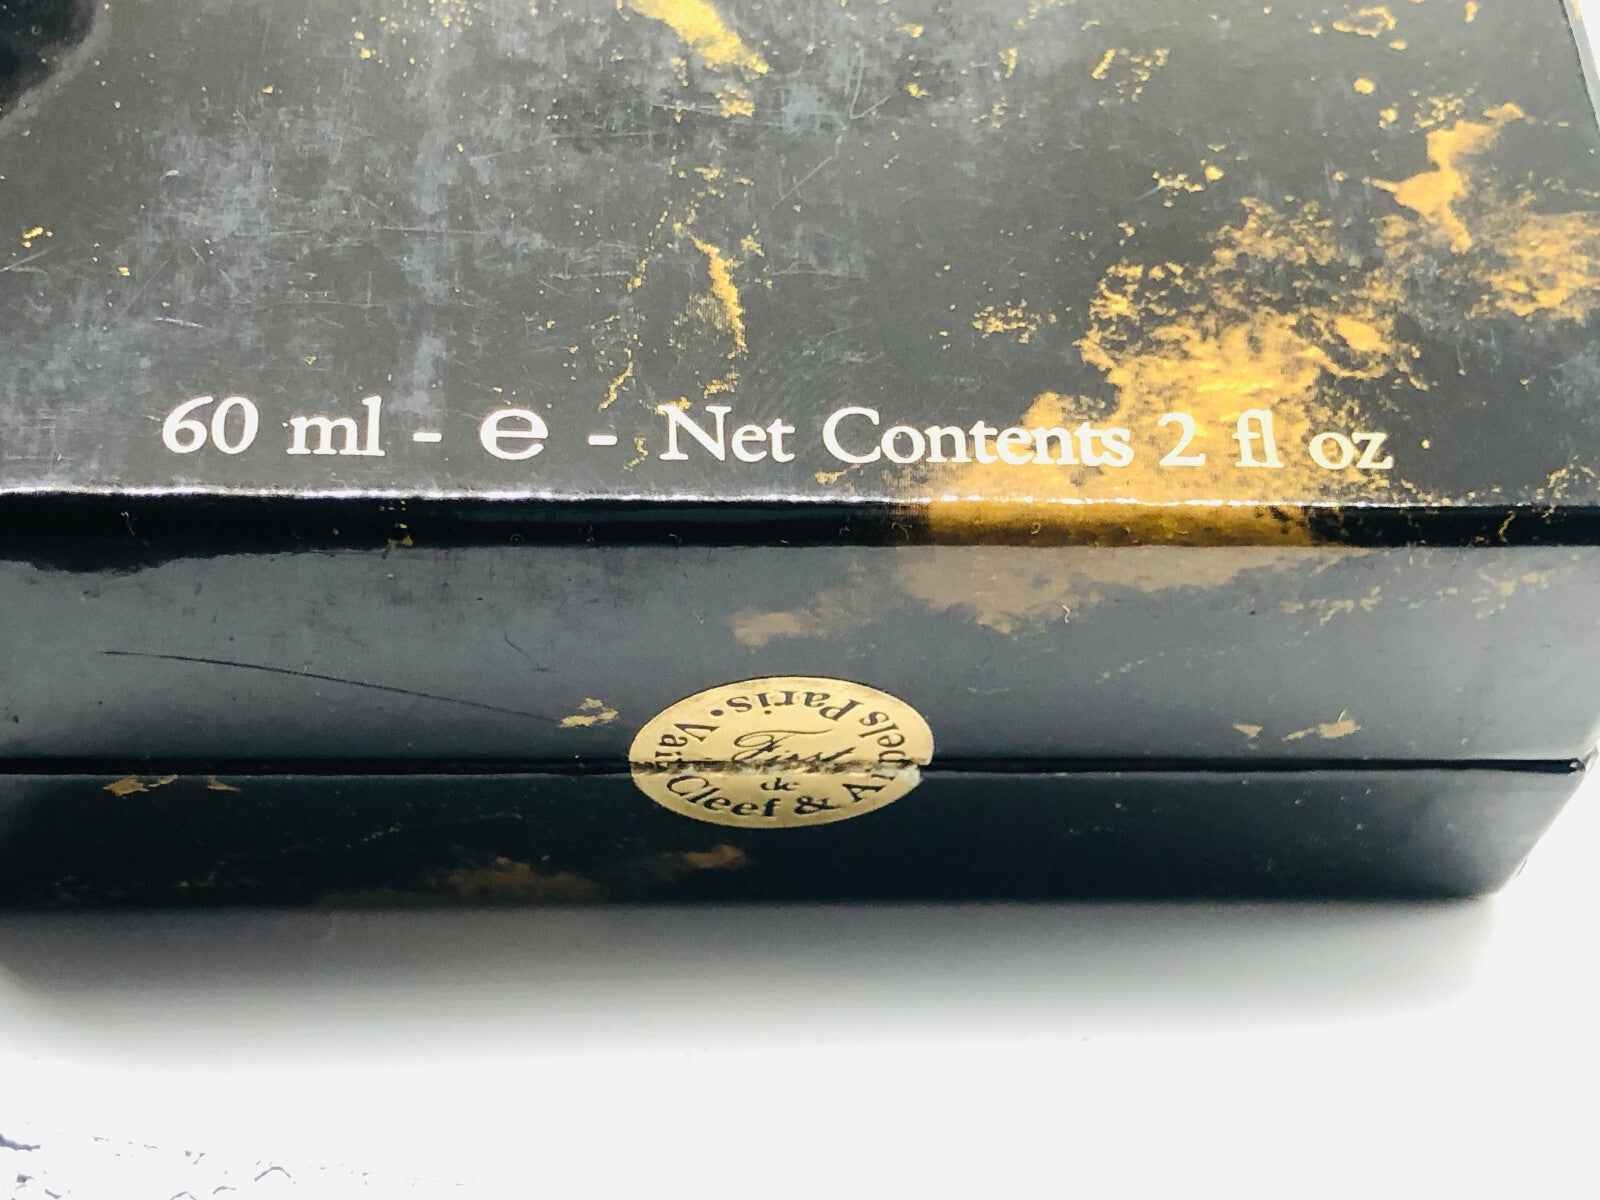 60 ml - e - Net Contents 2 fl oz
Van Cleef & Arpels Paris.
First
de